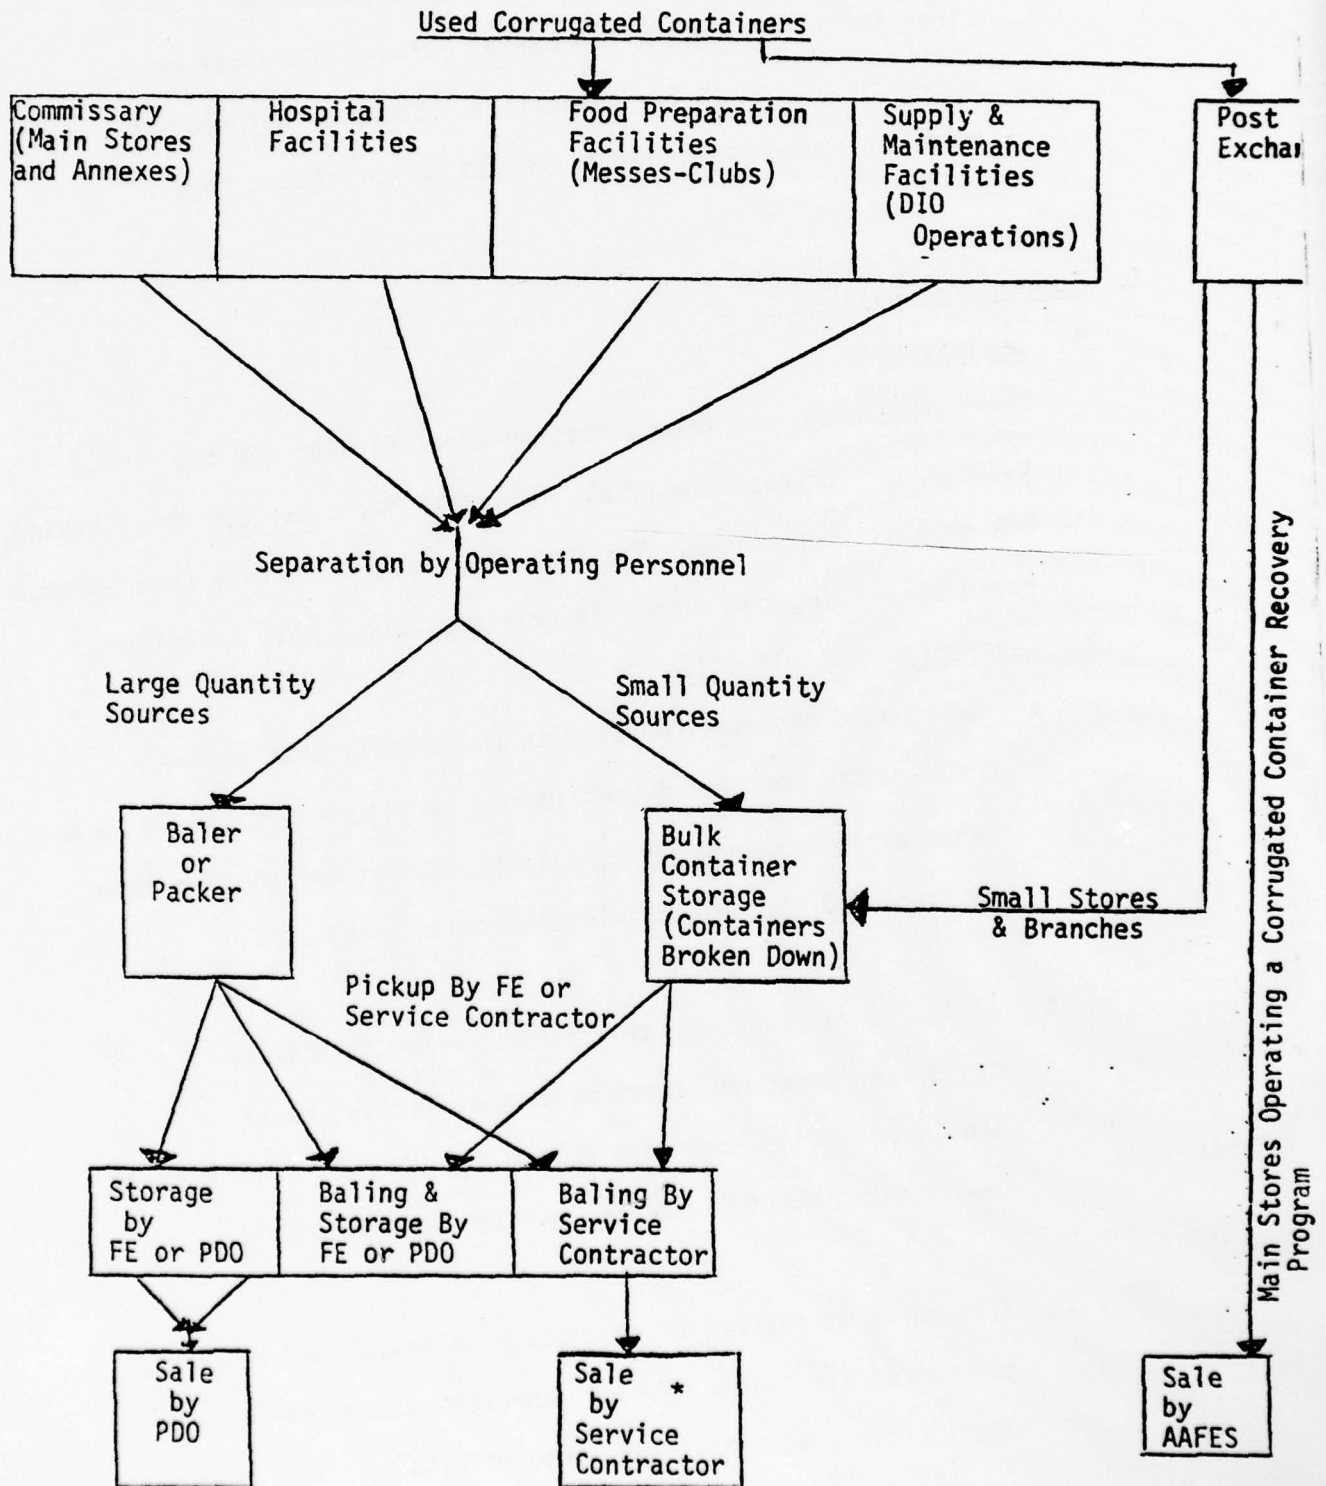 Used Corrugated Containers
Commissary
(Main Stores
and Annexes)
Hospital
Facilities
Food Preparation
Facilities
(Messes-Clubs)
Supply &
Maintenance
Facilities
(DIO
Operations)
Post
Separation by Operating Personnel
Large Quantity
Sources
Small Quantity
Sources
Baler
or
Packer
Bulk
Container
Storage
(Containers
Broken Down)
Small Stores
& Branches
Main Stores Operating a Corrugated Container Recovery
Program
Pickup By FE or
Service Contractor
Storage
by
FE or PDO
Baling &
Storage By
FE or PDO
Baling By
Service
Contractor
Sale
by
PDO
Sale *
by
Service
Contractor
Sale
by
AAFES